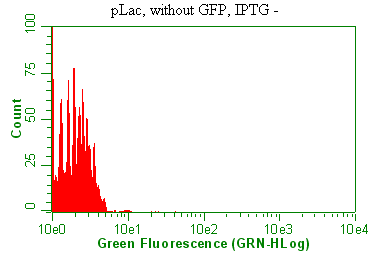 pLac, without GFP, IPTG -
100
75
50
25
0
Count
10e0 10e1 10e2 10e3 10e4
Green Fluorescence (GRN-HLog)